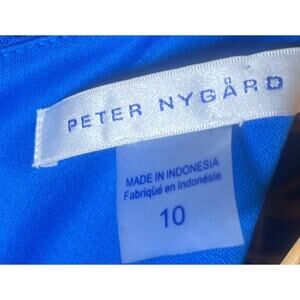 PETER NYGÅRD
MADE IN INDONESIA
Fabriqué en Indonésie
10